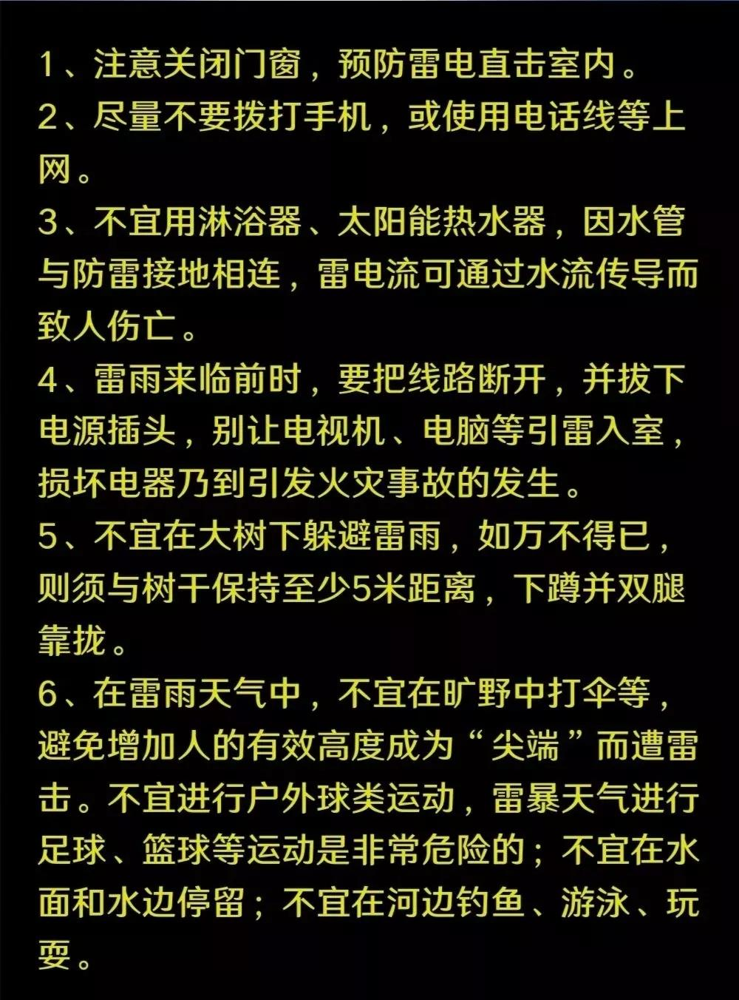 1、注意关闭门窗，预防雷电直击室内。
2、尽量不要拨打手机，或使用电话线等上
网。
3、不宜用淋浴器、太阳能热水器，因水管
与防雷接地相连，雷电流可通过水流传导而
致人伤亡。
4、雷雨来临前时，要把线路断开，并拔下
电源插头，别让电视机、电脑等引雷入室，
损坏电器乃到引发火灾事故的发生。
5、不宜在大树下躲避雷雨，如万不得已，
则须与树干保持至少5米距离，下蹲并双腿
靠拢。
6、在雷雨天气中，不宜在旷野中打伞等，
避免增加人的有效高度成为“尖端”而遭雷
击。不宜进行户外球类运动，雷暴天气进行
足球、篮球等运动是非常危险的；不宜在水
面和水边停留；不宜在河边钓鱼、游泳、玩
耍。